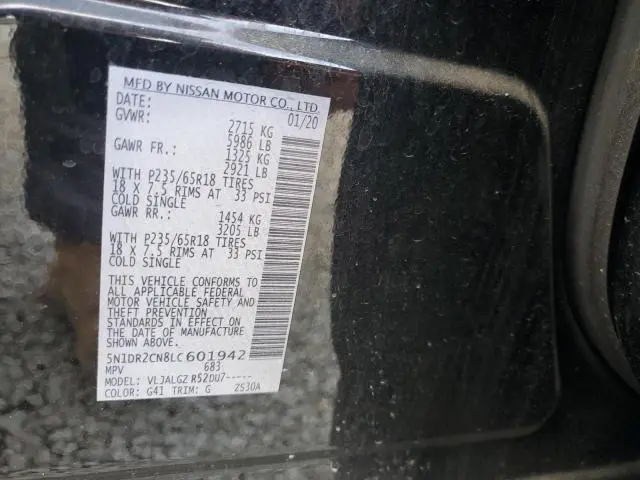 MFD BY NISSAN MOTOR CO., LTD.
DATE: 01/20
GVWR: 2715 KG
5986 LB
GAWR FR.: 1325 KG
2921 LB
WITH P235/65R18 TIRES
18 X 7.5 RIMS AT 33 PSI
COLD SINGLE
GAWR RR.: 1454 KG
3205 LB
WITH P235/65R18 TIRES
18 X 7.5 RIMS AT 33 PSI
COLD SINGLE
THIS VEHICLE CONFORMS TO
ALL APPLICABLE FEDERAL
MOTOR VEHICLE SAFETY AND
THEFT PREVENTION
STANDARDS IN EFFECT ON
THE DATE OF MANUFACTURE
SHOWN ABOVE.
5N1DR2CN8LC601942
MPV 683
MODEL: VLJALGZ R52DU7-----
COLOR: G41 TRIM: G 2S30A